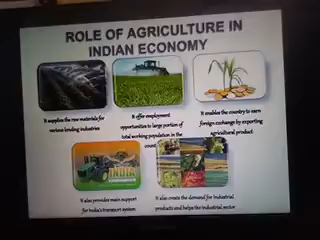 ROLE OF AGRICULTURE IN
INDIAN ECONOMY
It supplies the raw materials for
various lending industries
It offer employment
opportunities to large portion of
total working population in the
It enables the country to earn
foreign exchange by exporting
agricultural product
INDIA
It also provides main support
for India's transport system
It also create the demand for Industrial
products and helps the industrial sector